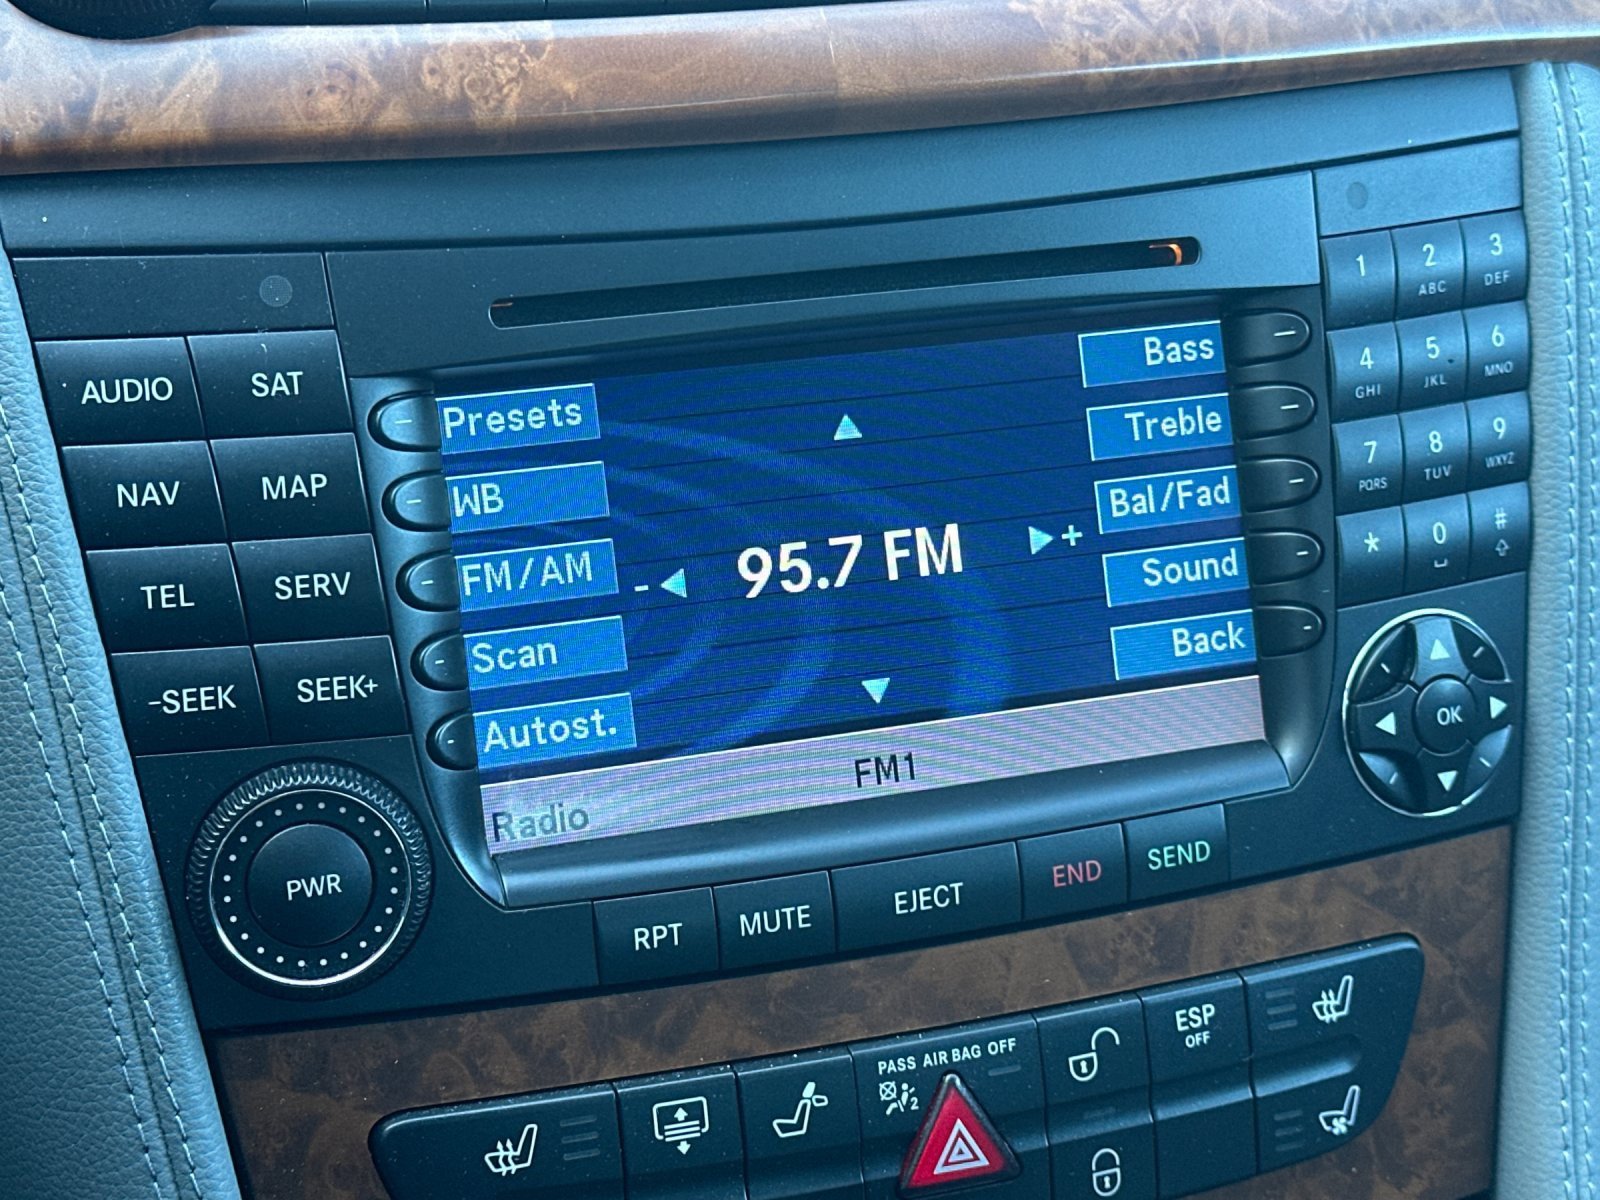 AUDIO SAT
NAV MAP
TEL SERV
-SEEK SEEK+
PWR
Presets
WB
FM/AM
Scan
Autost.
- 95.7 FM +
Bass
Treble
Bal/Fad
Sound
Back
FM1
Radio
1 2 ABC 3 DEF
4 GHI 5 JKL 6 MNO
7 PQRS 8 TUV 9 WXYZ
* 0 #
OK
RPT MUTE EJECT END SEND
PASS AIR BAG OFF
2
ESP
OFF